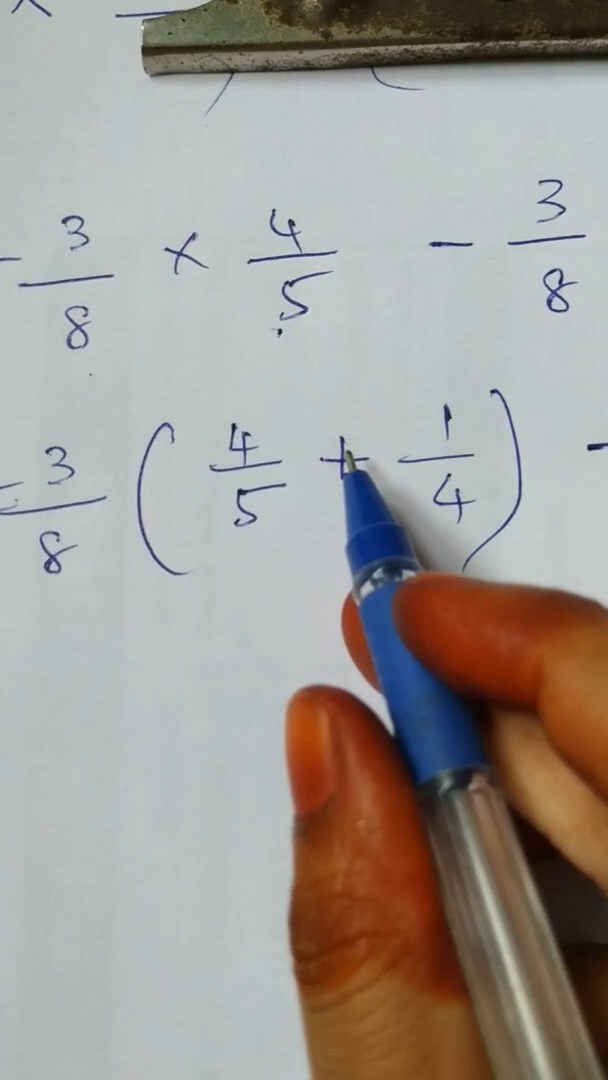 - 3/8 × 4/5 - 3/8
= 3/8 ( 4/5 + 1/4 ) -